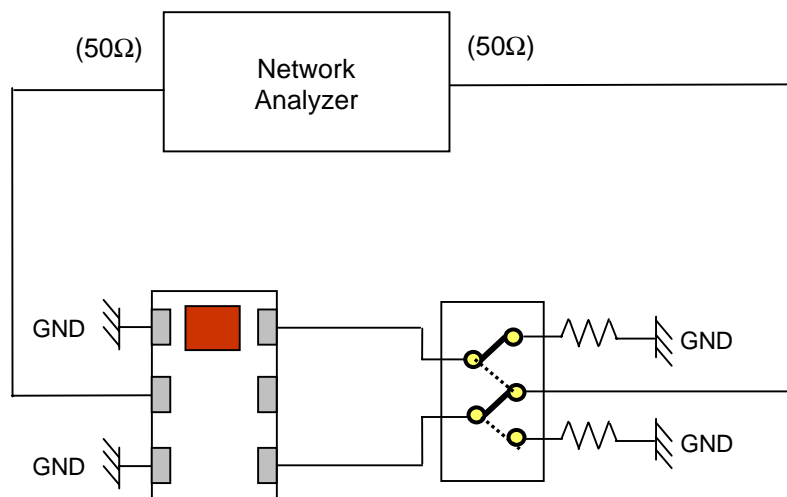 (50Ω)
(50Ω)
Network
Analyzer
GND
GND
GND
GND